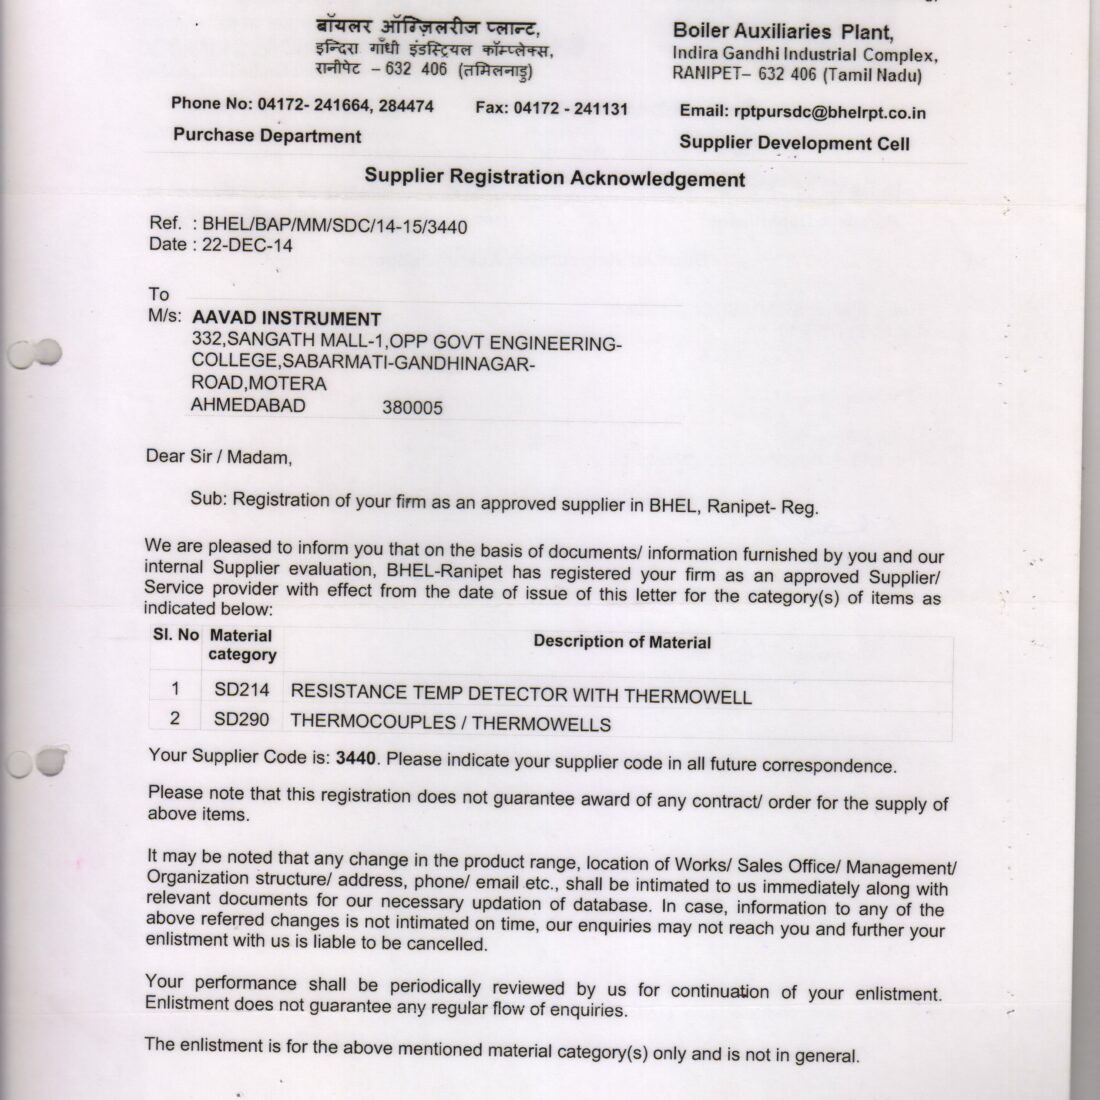 बॉयलर ऑग्ज़िलरीज प्लान्ट,
इन्दिरा गाँधी इंडस्ट्रियल कॉम्प्लेक्स,
रानीपेट – 632 406 (तमिलनाडु)
Boiler Auxiliaries Plant,
Indira Gandhi Industrial Complex,
RANIPET– 632 406 (Tamil Nadu)
Phone No: 04172- 241664, 284474 Fax: 04172 - 241131 Email: rptpursdc@bhelrpt.co.in
Purchase Department Supplier Development Cell
Supplier Registration Acknowledgement
Ref. : BHEL/BAP/MM/SDC/14-15/3440
Date : 22-DEC-14
To
M/s: AAVAD INSTRUMENT
332,SANGATH MALL-1,OPP GOVT ENGINEERING-
COLLEGE,SABARMATI-GANDHINAGAR-
ROAD,MOTERA
AHMEDABAD 380005
Dear Sir / Madam,
Sub: Registration of your firm as an approved supplier in BHEL, Ranipet- Reg.
We are pleased to inform you that on the basis of documents/ information furnished by you and our
internal Supplier evaluation, BHEL-Ranipet has registered your firm as an approved Supplier/
Service provider with effect from the date of issue of this letter for the category(s) of items as
indicated below:
Sl. No Material category Description of Material
1 SD214 RESISTANCE TEMP DETECTOR WITH THERMOWELL
2 SD290 THERMOCOUPLES / THERMOWELLS
Your Supplier Code is: 3440. Please indicate your supplier code in all future correspondence.
Please note that this registration does not guarantee award of any contract/ order for the supply of
above items.
It may be noted that any change in the product range, location of Works/ Sales Office/ Management/
Organization structure/ address, phone/ email etc., shall be intimated to us immediately along with
relevant documents for our necessary updation of database. In case, information to any of the
above referred changes is not intimated on time, our enquiries may not reach you and further your
enlistment with us is liable to be cancelled.
Your performance shall be periodically reviewed by us for continuation of your enlistment.
Enlistment does not guarantee any regular flow of enquiries.
The enlistment is for the above mentioned material category(s) only and is not in general.